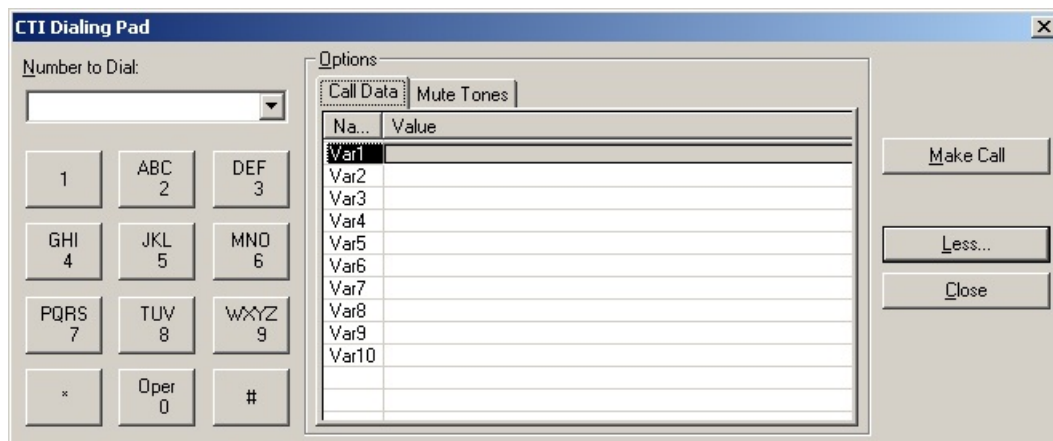 CTI Dialing Pad
Number to Dial:
1
ABC
2
DEF
3
GHI
4
JKL
5
MNO
6
PQRS
7
TUV
8
WXYZ
9
*
Oper
0
#
Options
Call Data Mute Tones
Na... Value
Var1
Var2
Var3
Var4
Var5
Var6
Var7
Var8
Var9
Var10
Make Call
Less...
Close